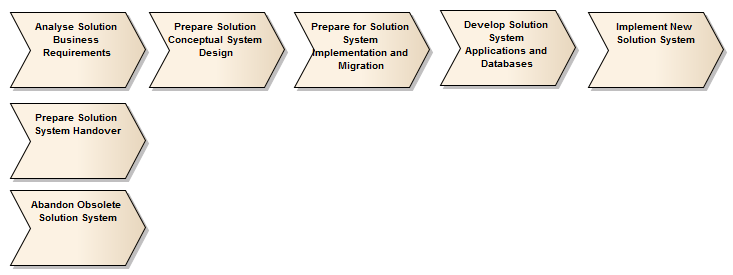 Analyse Solution
Business
Requirements
Prepare Solution
Conceptual System
Design
Prepare for Solution
System
Implementation and
Migration
Develop Solution
System
Applications and
Databases
Implement New
Solution System
Prepare Solution
System Handover
Abandon Obsolete
Solution System